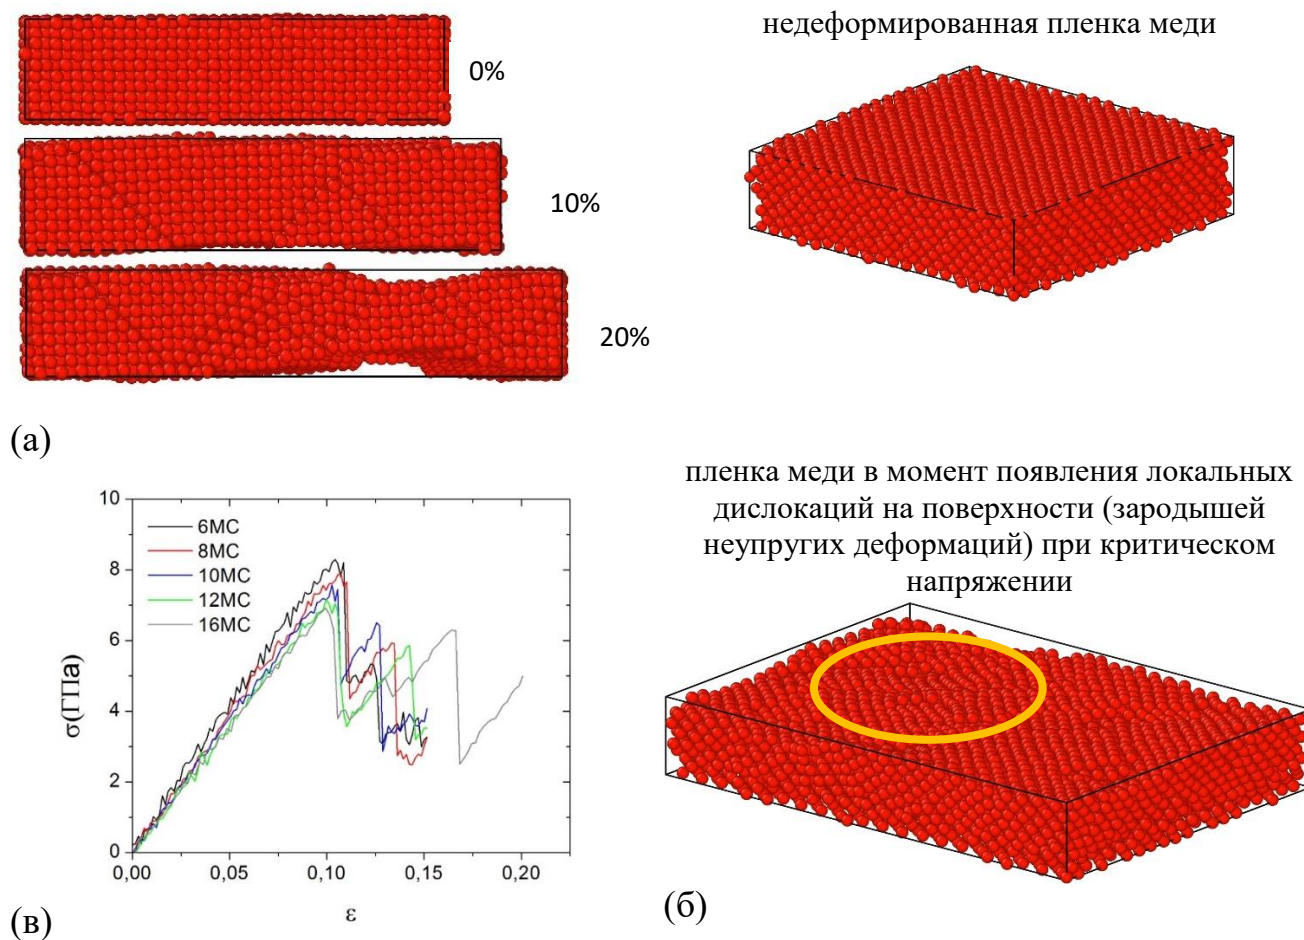 0%
10%
20%
(а)
недеформированная пленка меди
пленка меди в момент появления локальных
дислокаций на поверхности (зародышей
неупругих деформаций) при критическом
напряжении
(б)
10
8
6
4
2
0
σ(ГПа)
6МС
8МС
10МС
12МС
16МС
0,00
0,05
0,10
0,15
0,20
ε
(в)